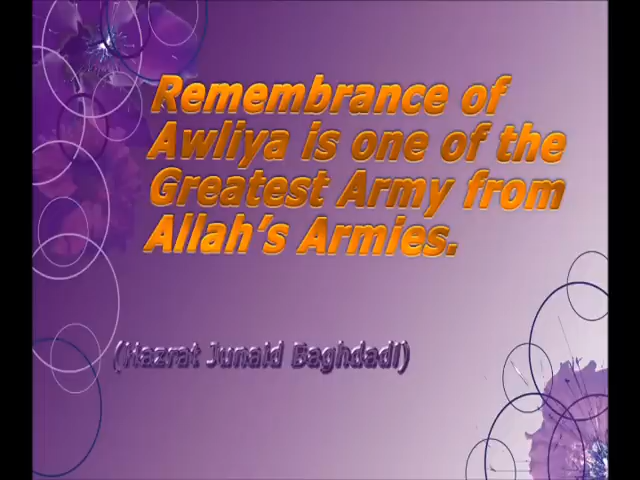 Remembrance of
Awliya is one of the
Greatest Army from
Allah's Armies.
(Hazrat Junaid Baghdadi)